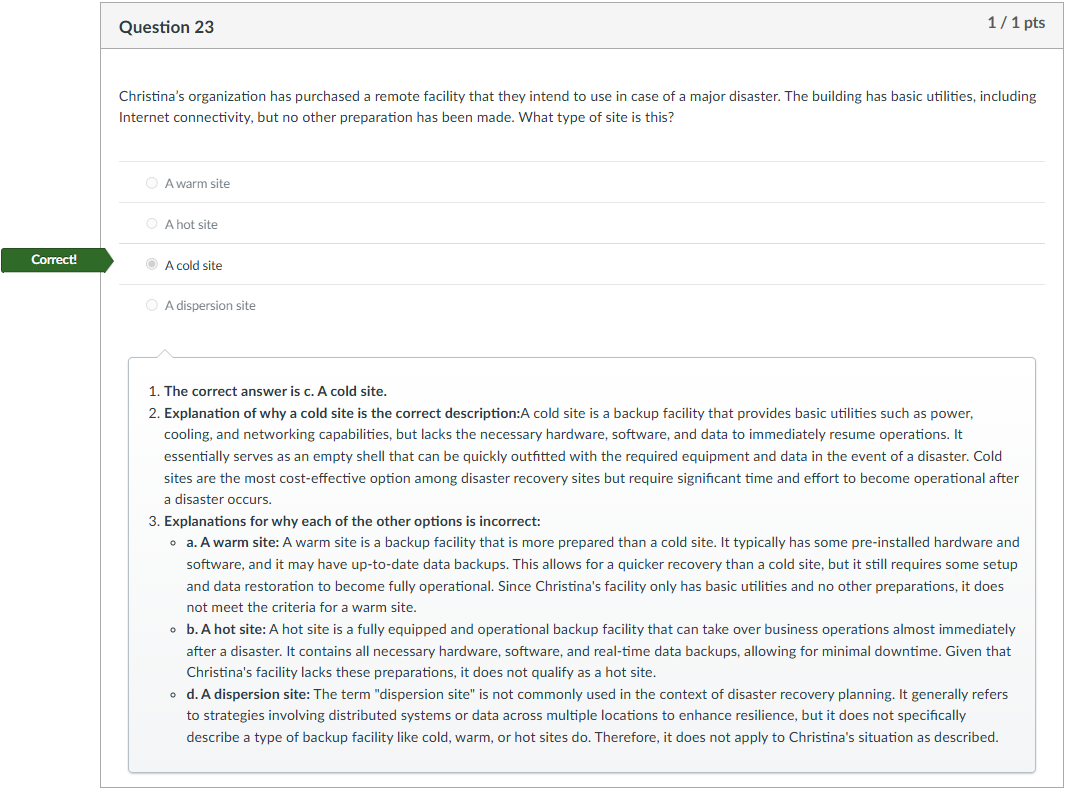 Question 23
1 / 1 pts
Christina's organization has purchased a remote facility that they intend to use in case of a major disaster. The building has basic utilities, including
Internet connectivity, but no other preparation has been made. What type of site is this?
A warm site
A hot site
Correct!
A cold site
A dispersion site
1. The correct answer is c. A cold site.
2. Explanation of why a cold site is the correct description:A cold site is a backup facility that provides basic utilities such as power,
cooling, and networking capabilities, but lacks the necessary hardware, software, and data to immediately resume operations. It
essentially serves as an empty shell that can be quickly outfitted with the required equipment and data in the event of a disaster. Cold
sites are the most cost-effective option among disaster recovery sites but require significant time and effort to become operational after
a disaster occurs.
3. Explanations for why each of the other options is incorrect:
◦ a. A warm site: A warm site is a backup facility that is more prepared than a cold site. It typically has some pre-installed hardware and
software, and it may have up-to-date data backups. This allows for a quicker recovery than a cold site, but it still requires some setup
and data restoration to become fully operational. Since Christina's facility only has basic utilities and no other preparations, it does
not meet the criteria for a warm site.
◦ b. A hot site: A hot site is a fully equipped and operational backup facility that can take over business operations almost immediately
after a disaster. It contains all necessary hardware, software, and real-time data backups, allowing for minimal downtime. Given that
Christina's facility lacks these preparations, it does not qualify as a hot site.
◦ d. A dispersion site: The term "dispersion site" is not commonly used in the context of disaster recovery planning. It generally refers
to strategies involving distributed systems or data across multiple locations to enhance resilience, but it does not specifically
describe a type of backup facility like cold, warm, or hot sites do. Therefore, it does not apply to Christina's situation as described.